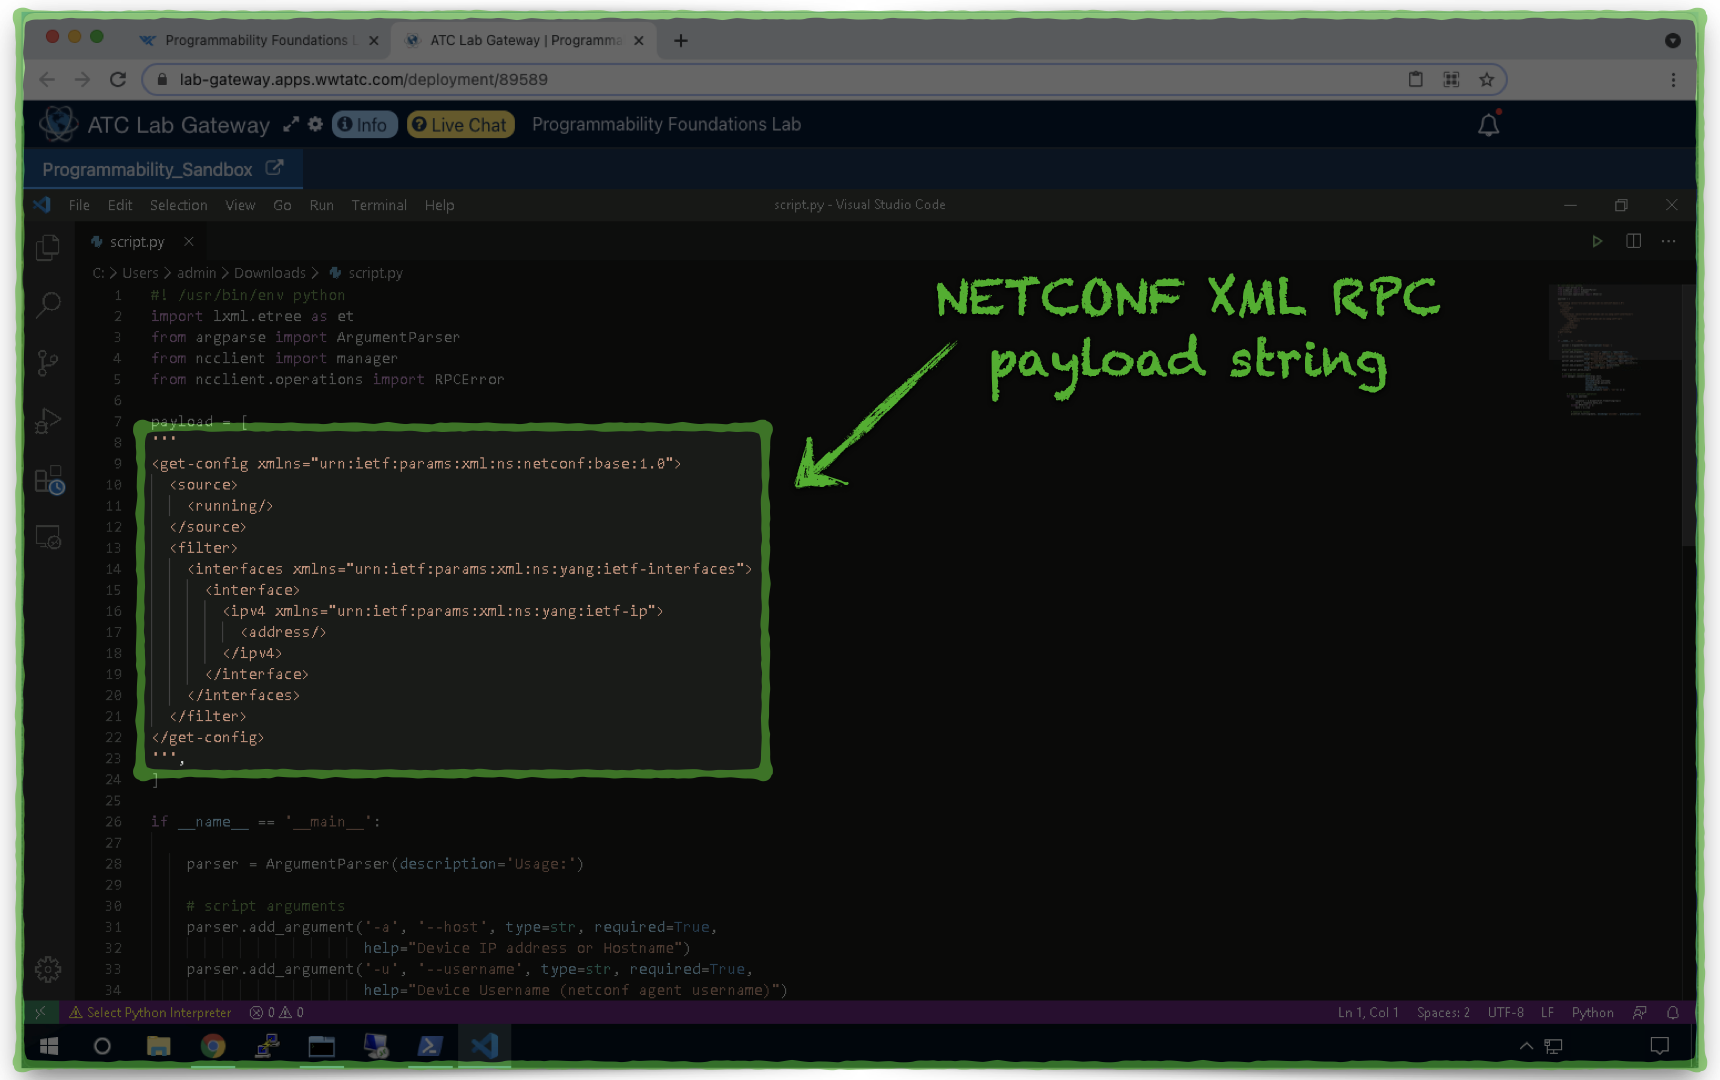 Programmability Foundations L
ATC Lab Gateway | Programma
lab-gateway.apps.wwtatc.com/deployment/89589
ATC Lab Gateway
Info
Live Chat
Programmability Foundations Lab
Programmability_Sandbox
File Edit Selection View Go Run Terminal Help
script.py - Visual Studio Code
script.py
C: > Users > admin > Downloads > script.py
NETCONF XML RPC
payload string
1 #! /usr/bin/env python
2 import lxml.etree as et
3 from argparse import ArgumentParser
4 from ncclient import manager
5 from ncclient.operations import RPCError
6
7 payload = [
8 '''
9 <get-config xmlns="urn:ietf:params:xml:ns:netconf:base:1.0">
10 <source>
11 <running/>
12 </source>
13 <filter>
14 <interfaces xmlns="urn:ietf:params:xml:ns:yang:ietf-interfaces">
15 <interface>
16 <ipv4 xmlns="urn:ietf:params:xml:ns:yang:ietf-ip">
17 <address/>
18 </ipv4>
19 </interface>
20 </interfaces>
21 </filter>
22 </get-config>
23 ''',
24 ]
25
26 if __name__ == '__main__':
27
28 parser = ArgumentParser(description='Usage:')
29
30 # script arguments
31 parser.add_argument('-a', '--host', type=str, required=True,
32 help="Device IP address or Hostname")
33 parser.add_argument('-u', '--username', type=str, required=True,
34 help="Device Username (netconf agent username)")
Select Python Interpreter 0 0
Ln 1, Col 1 Spaces: 2 UTF-8 LF Python